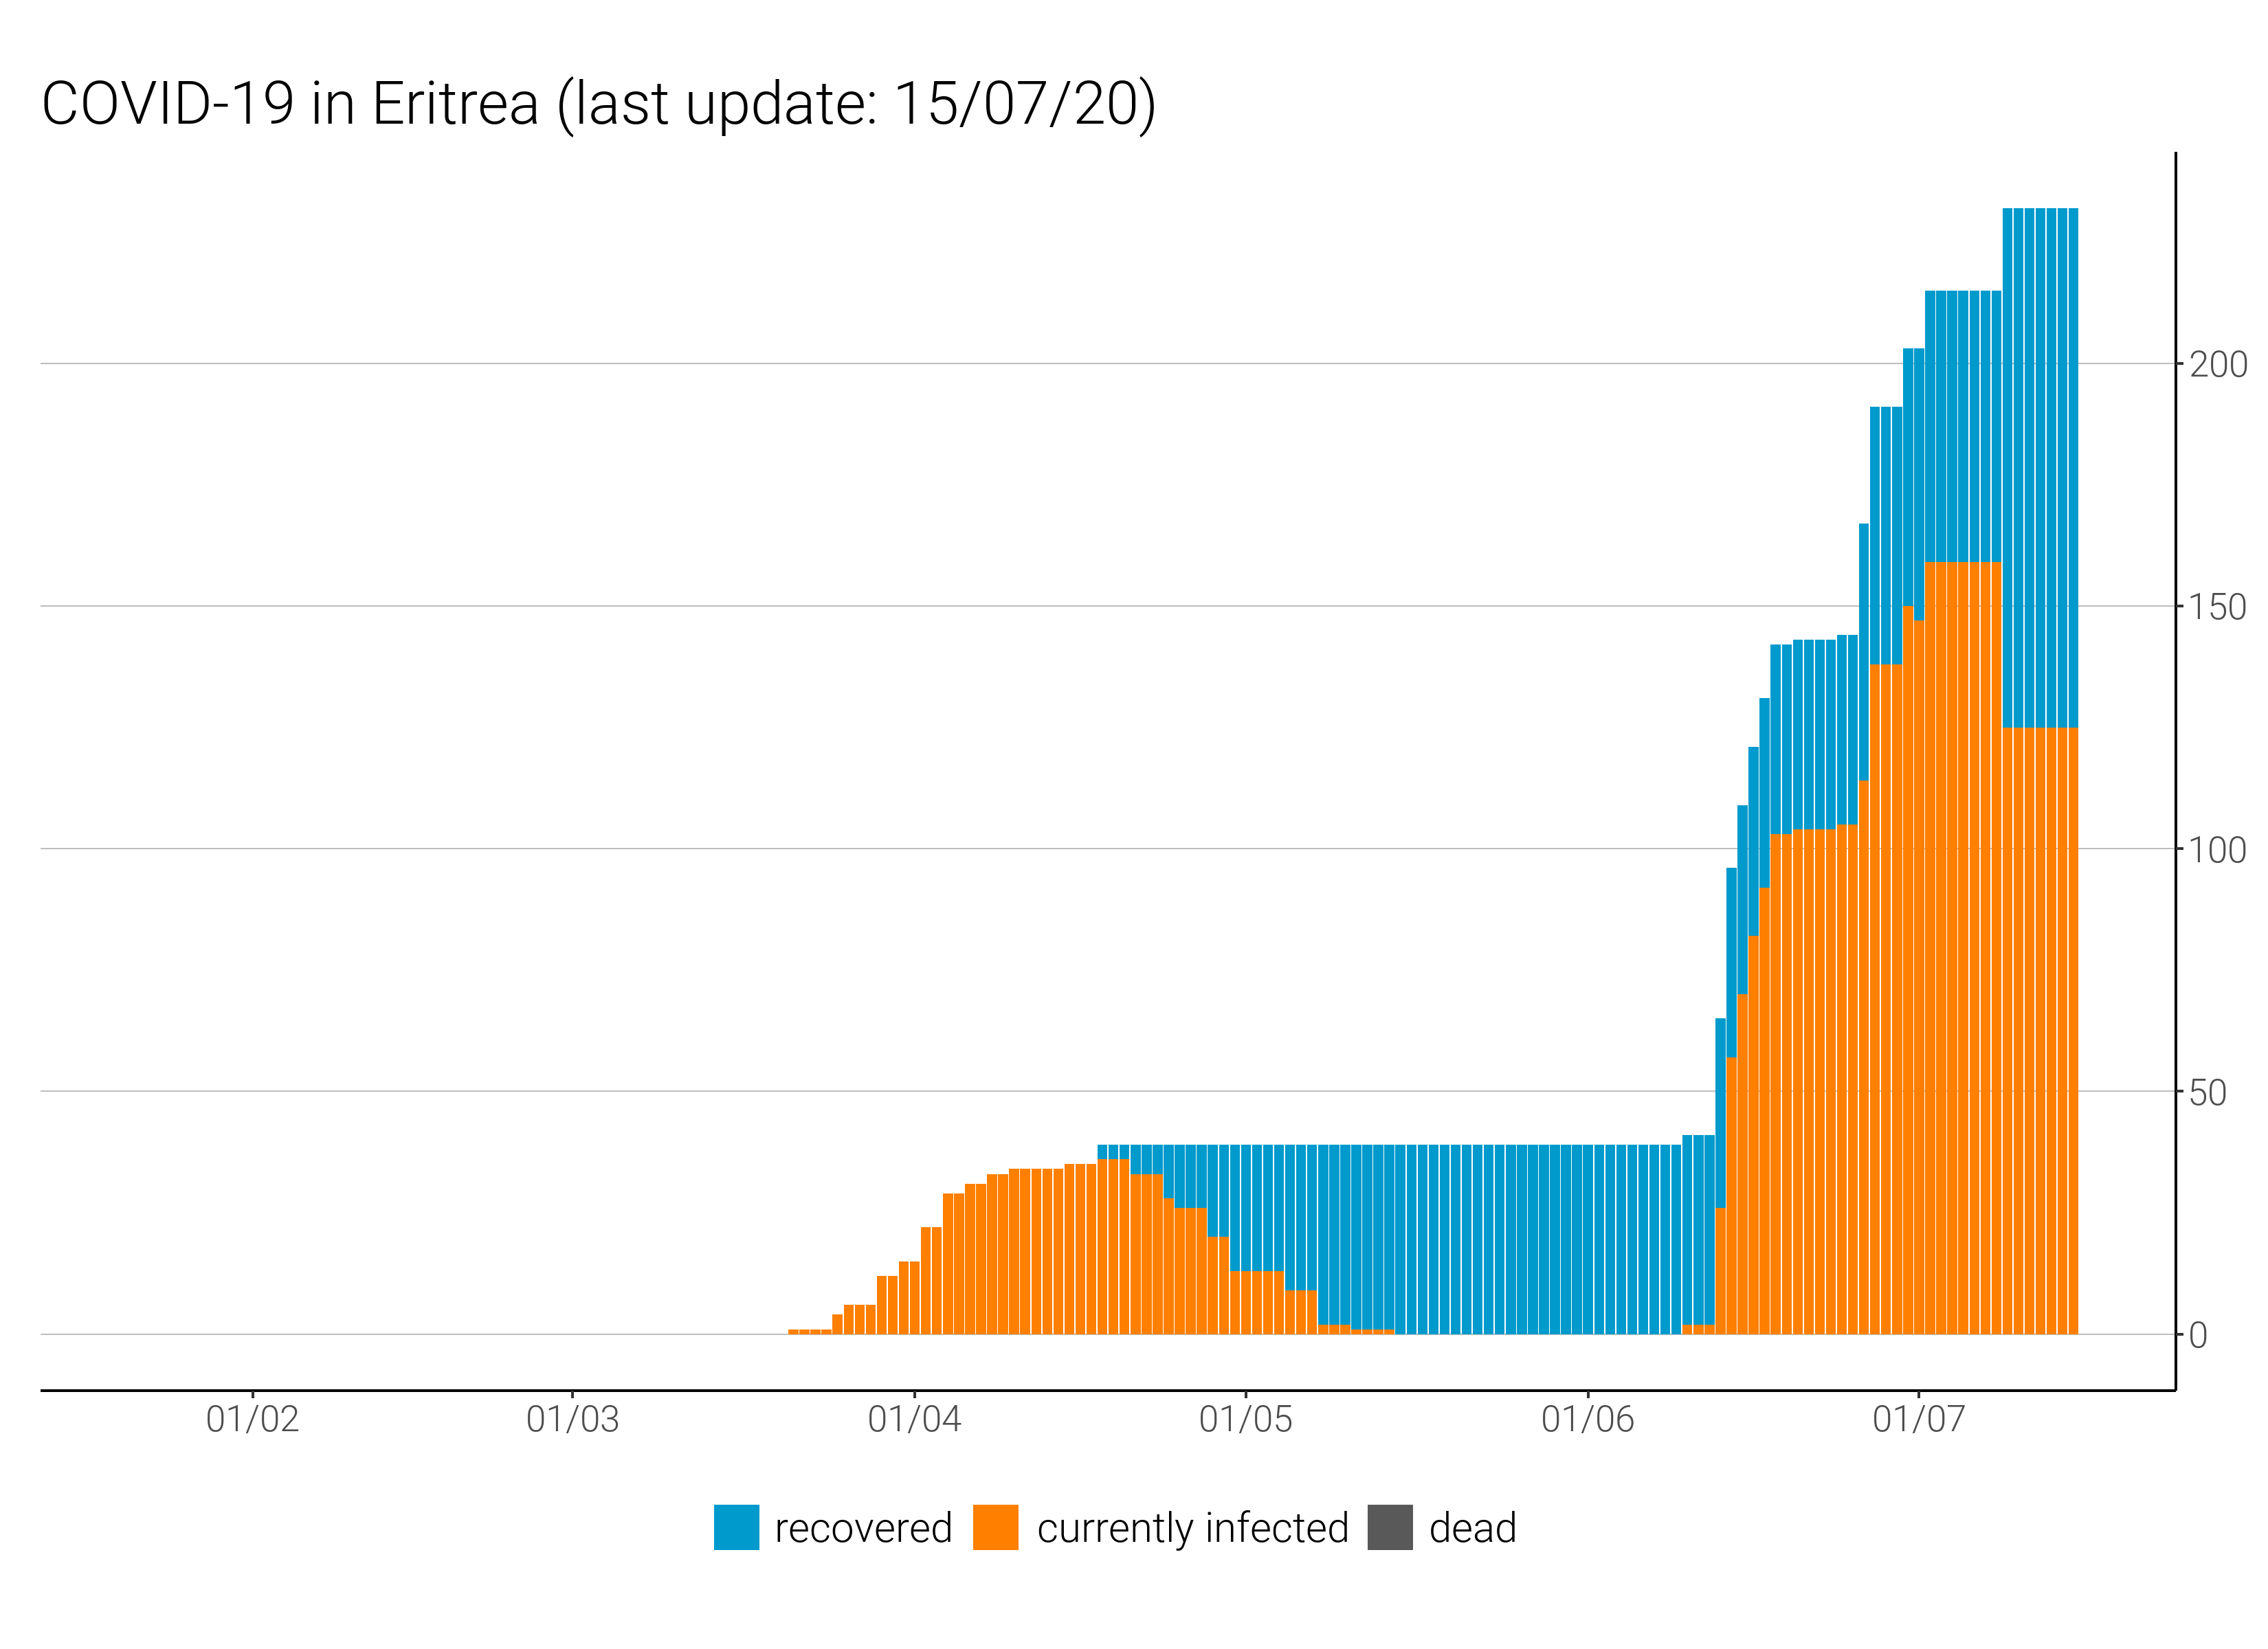 COVID-19 in Eritrea (last update: 15/07/20)
200
150
100
50
0
01/02 01/03 01/04 01/05 01/06 01/07
recovered currently infected dead